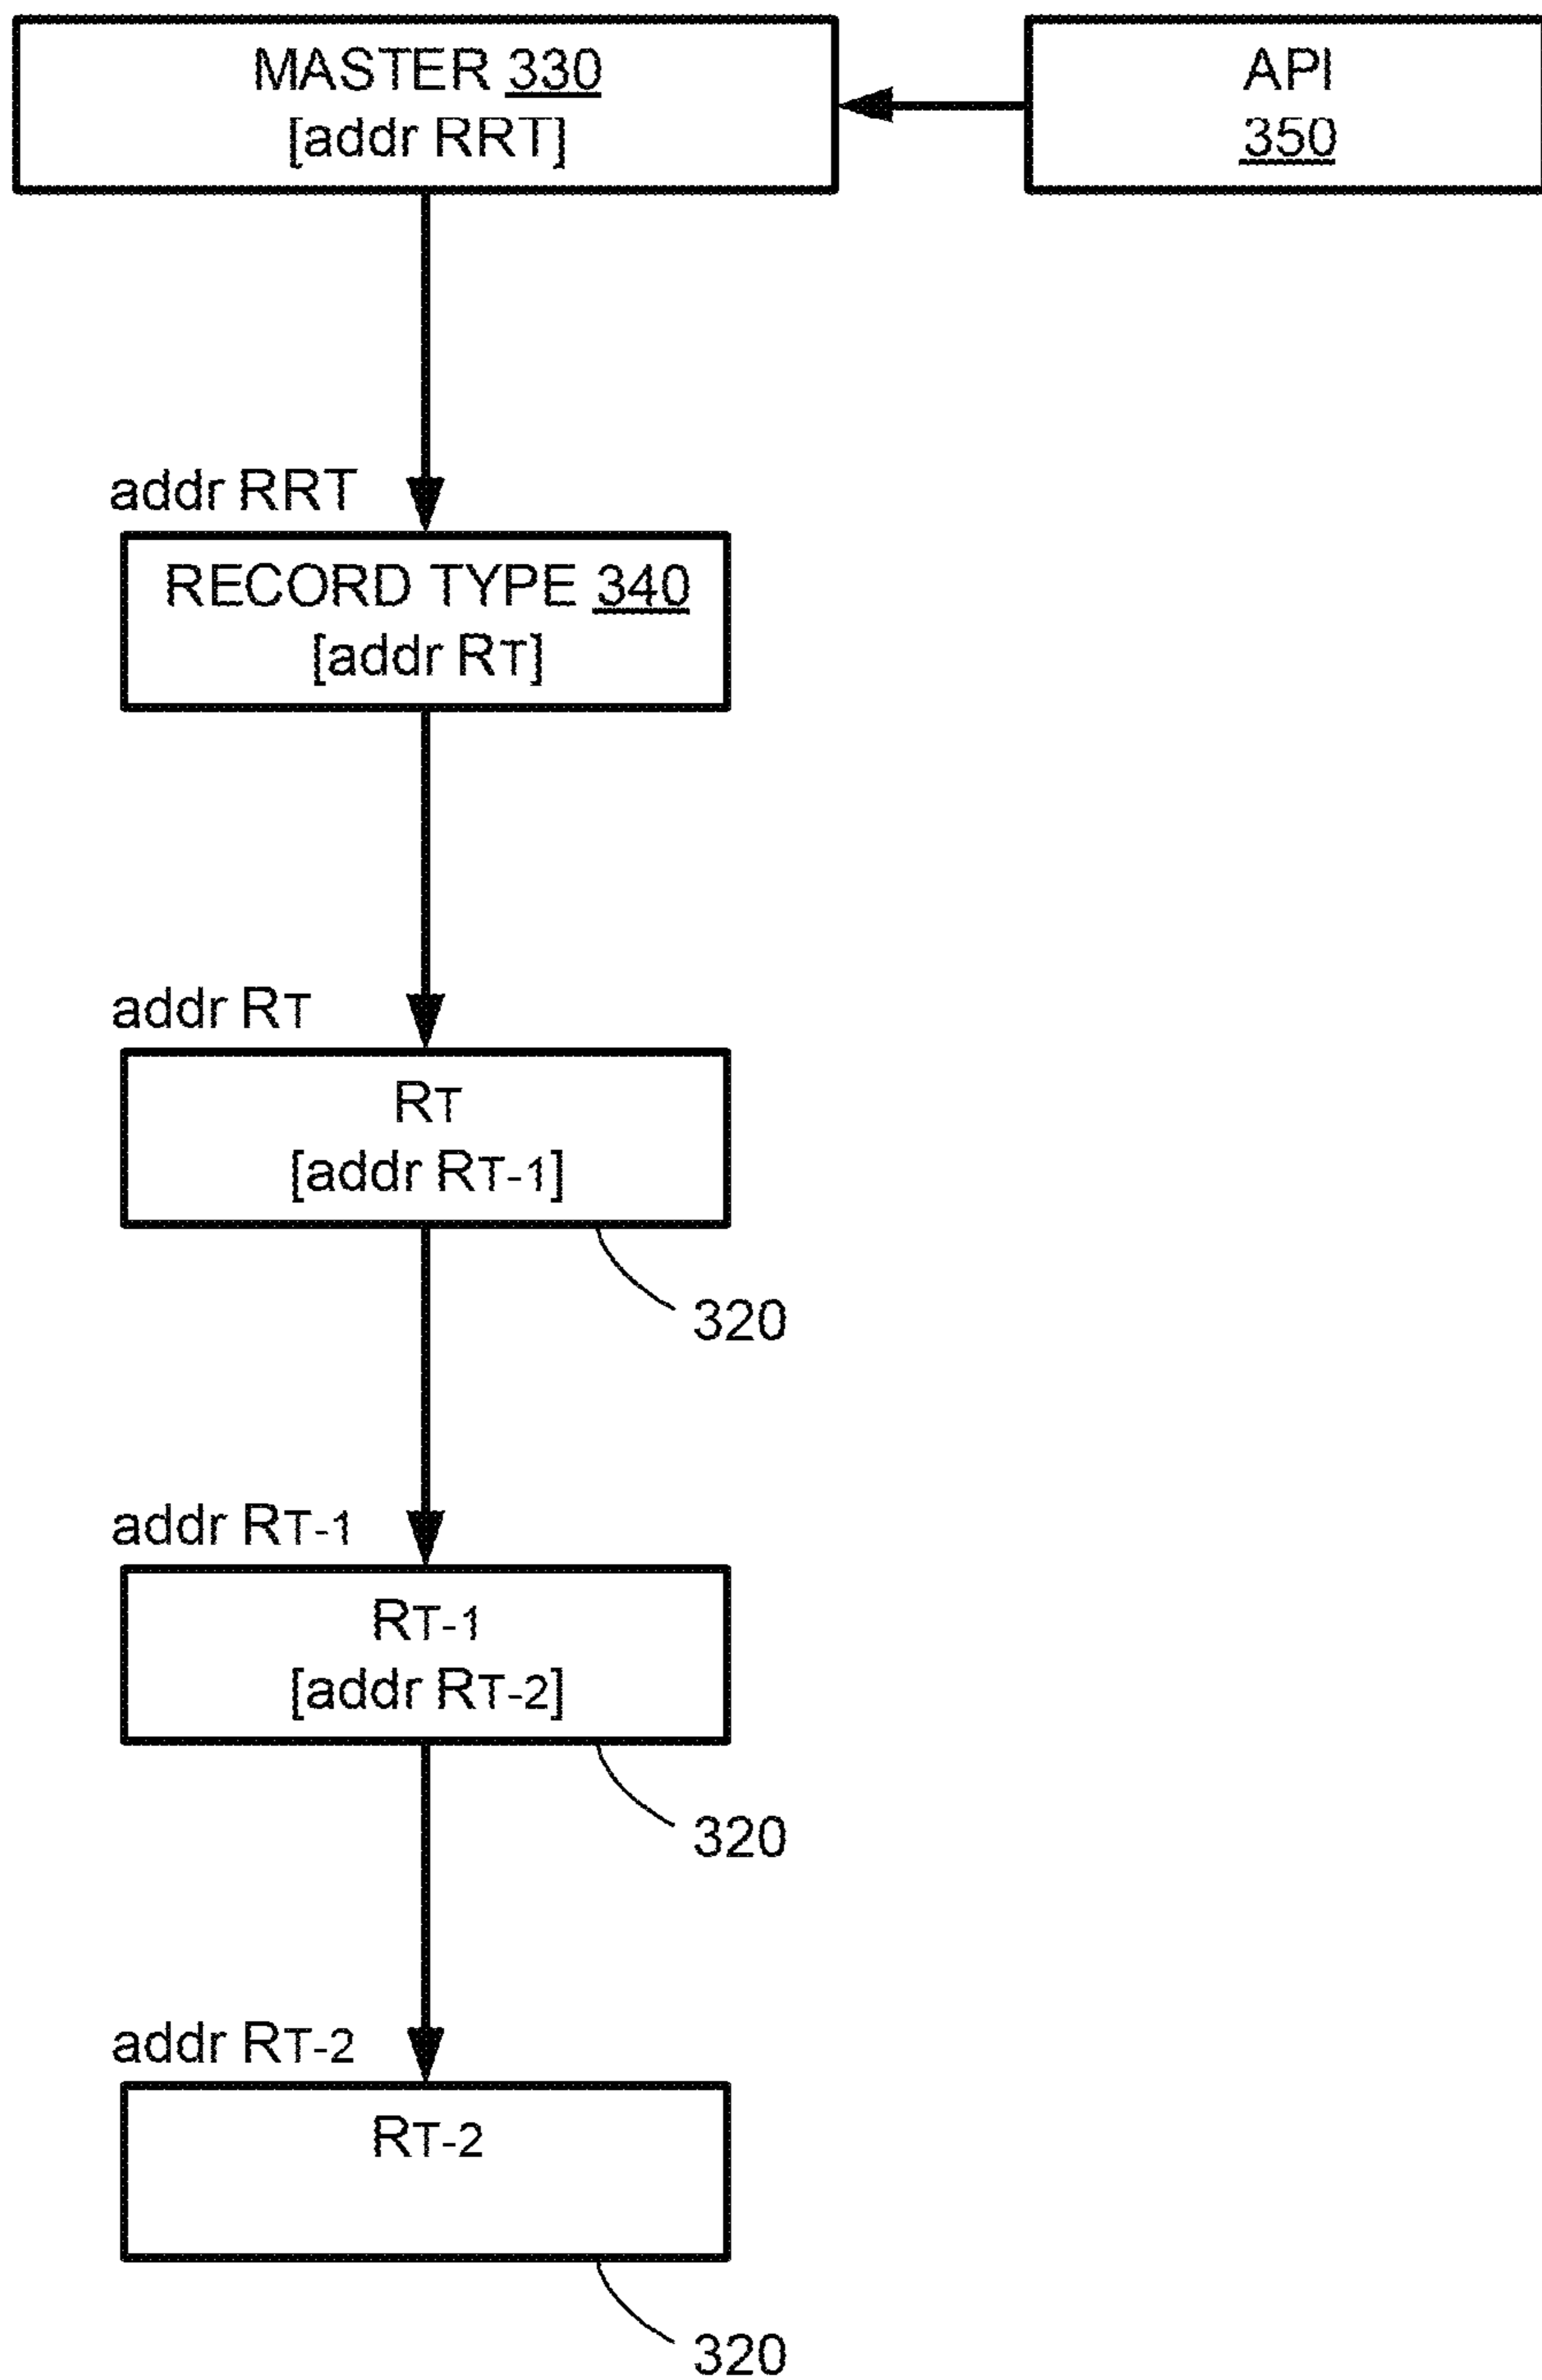 MASTER 330
[addr RRT]
API
350
addr RRT
RECORD TYPE 340
[addr RT]
addr RT
RT
[addr RT-1]
320
addr RT-1
RT-1
[addr RT-2]
320
addr RT-2
RT-2
320